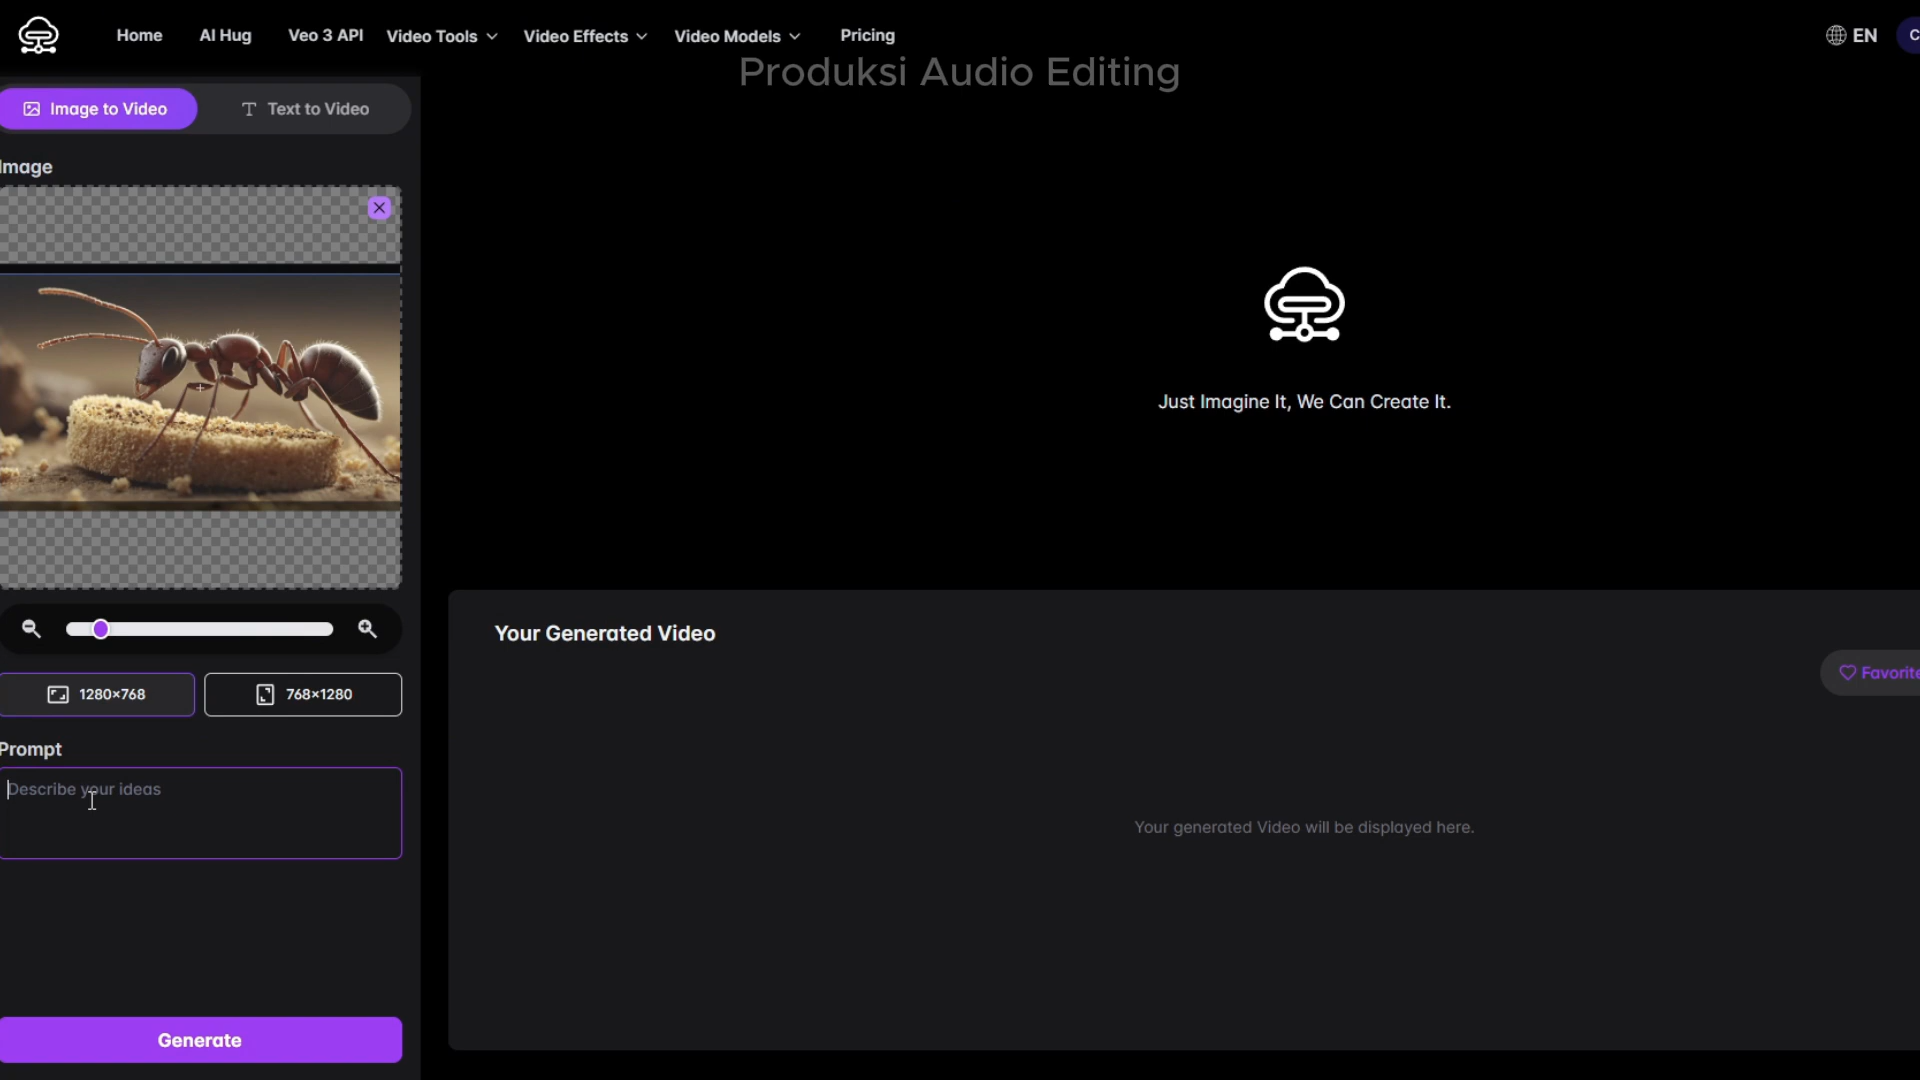 Home AI Hug Veo 3 API Video Tools Video Effects Video Models Pricing EN C
Produksi Audio Editing
Image to Video Text to Video
Image
Just Imagine It, We Can Create It.
1280×768 768×1280
Prompt
Describe your ideas
Generate
Your Generated Video
Favorite
Your generated Video will be displayed here.